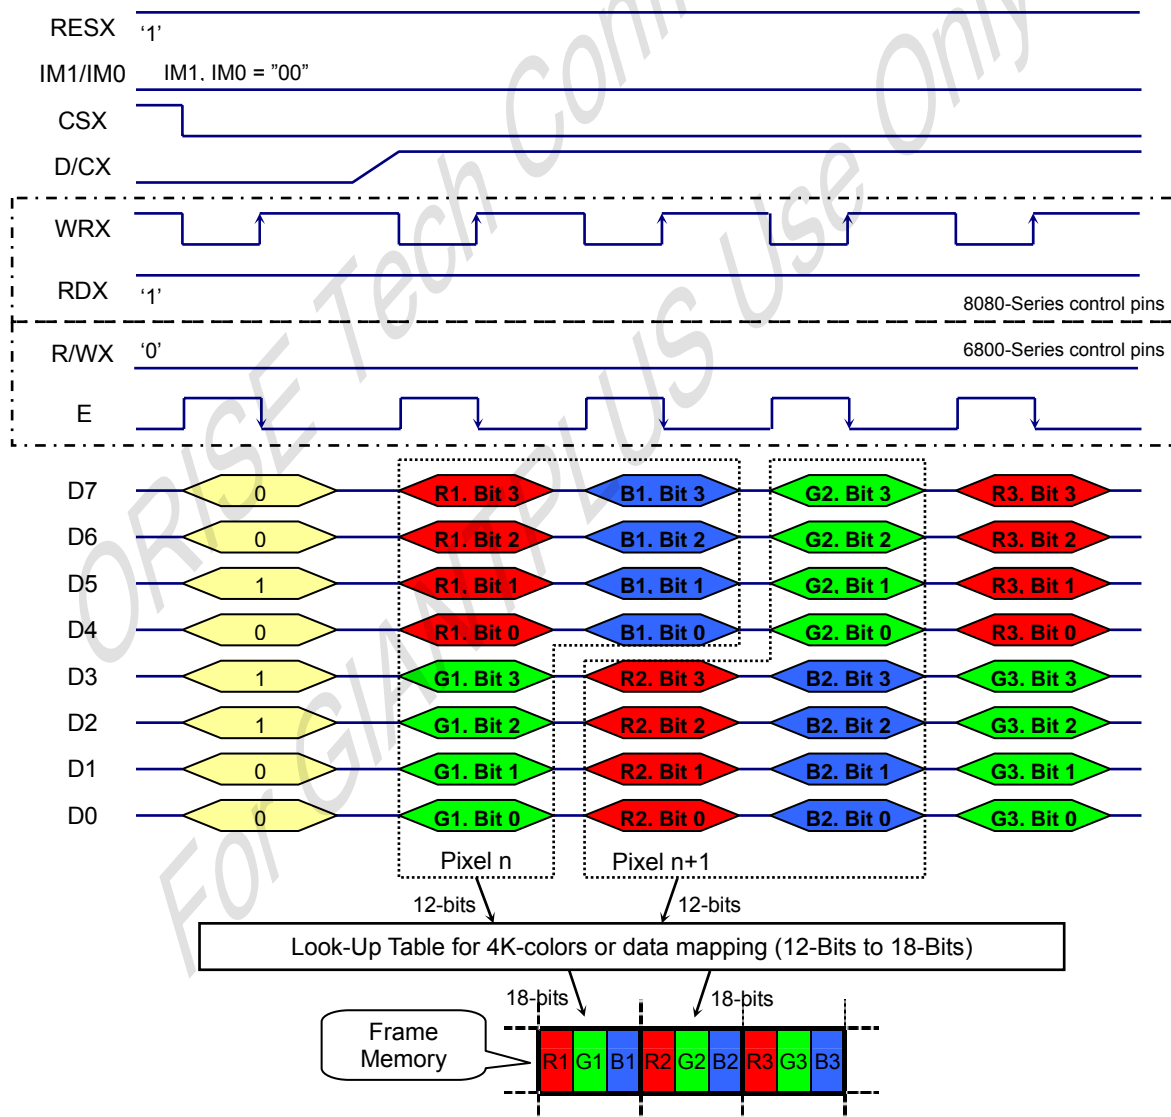 RESX '1'
IM1/IM0 IM1, IM0 = "00"
CSX
D/CX
WRX
RDX '1'
8080-Series control pins
R/WX '0'
6800-Series control pins
E
D7 0 R1. Bit 3 B1. Bit 3 G2. Bit 3 R3. Bit 3
D6 0 R1. Bit 2 B1. Bit 2 G2. Bit 2 R3. Bit 2
D5 1 R1. Bit 1 B1. Bit 1 G2. Bit 1 R3. Bit 1
D4 0 R1. Bit 0 B1. Bit 0 G2. Bit 0 R3. Bit 0
D3 1 G1. Bit 3 R2. Bit 3 B2. Bit 3 G3. Bit 3
D2 1 G1. Bit 2 R2. Bit 2 B2. Bit 2 G3. Bit 2
D1 0 G1. Bit 1 R2. Bit 1 B2. Bit 1 G3. Bit 1
D0 0 G1. Bit 0 R2. Bit 0 B2. Bit 0 G3. Bit 0
Pixel n Pixel n+1
12-bits 12-bits
Look-Up Table for 4K-colors or data mapping (12-Bits to 18-Bits)
18-bits 18-bits
Frame
Memory
R1 G1 B1 R2 G2 B2 R3 G3 B3
ORISE Tech
For GIANTPLUS Use Only